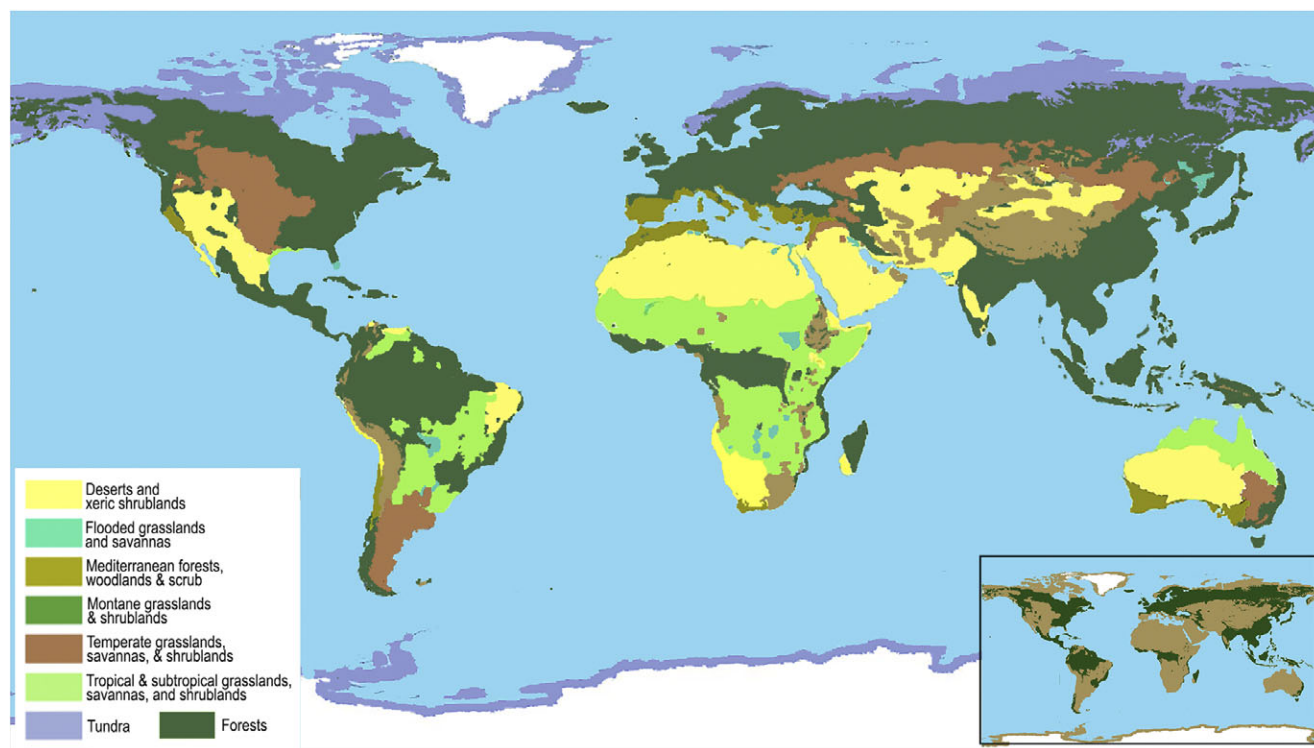 Deserts and
xeric shrublands
Flooded grasslands
and savannas
Mediterranean forests,
woodlands & scrub
Montane grasslands
& shrublands
Temperate grasslands,
savannas, & shrublands
Tropical & subtropical grasslands,
savannas, and shrublands
Tundra
Forests